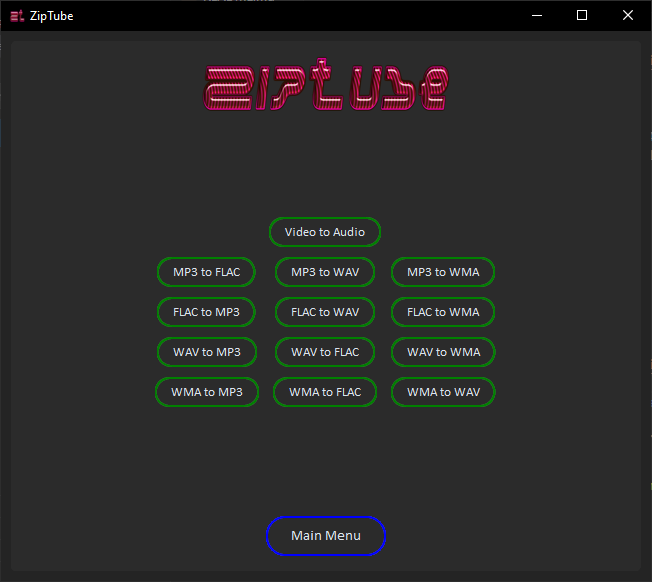 ZipTube
ZIPTUBE
Video to Audio
MP3 to FLAC MP3 to WAV MP3 to WMA
FLAC to MP3 FLAC to WAV FLAC to WMA
WAV to MP3 WAV to FLAC WAV to WMA
WMA to MP3 WMA to FLAC WMA to WAV
Main Menu